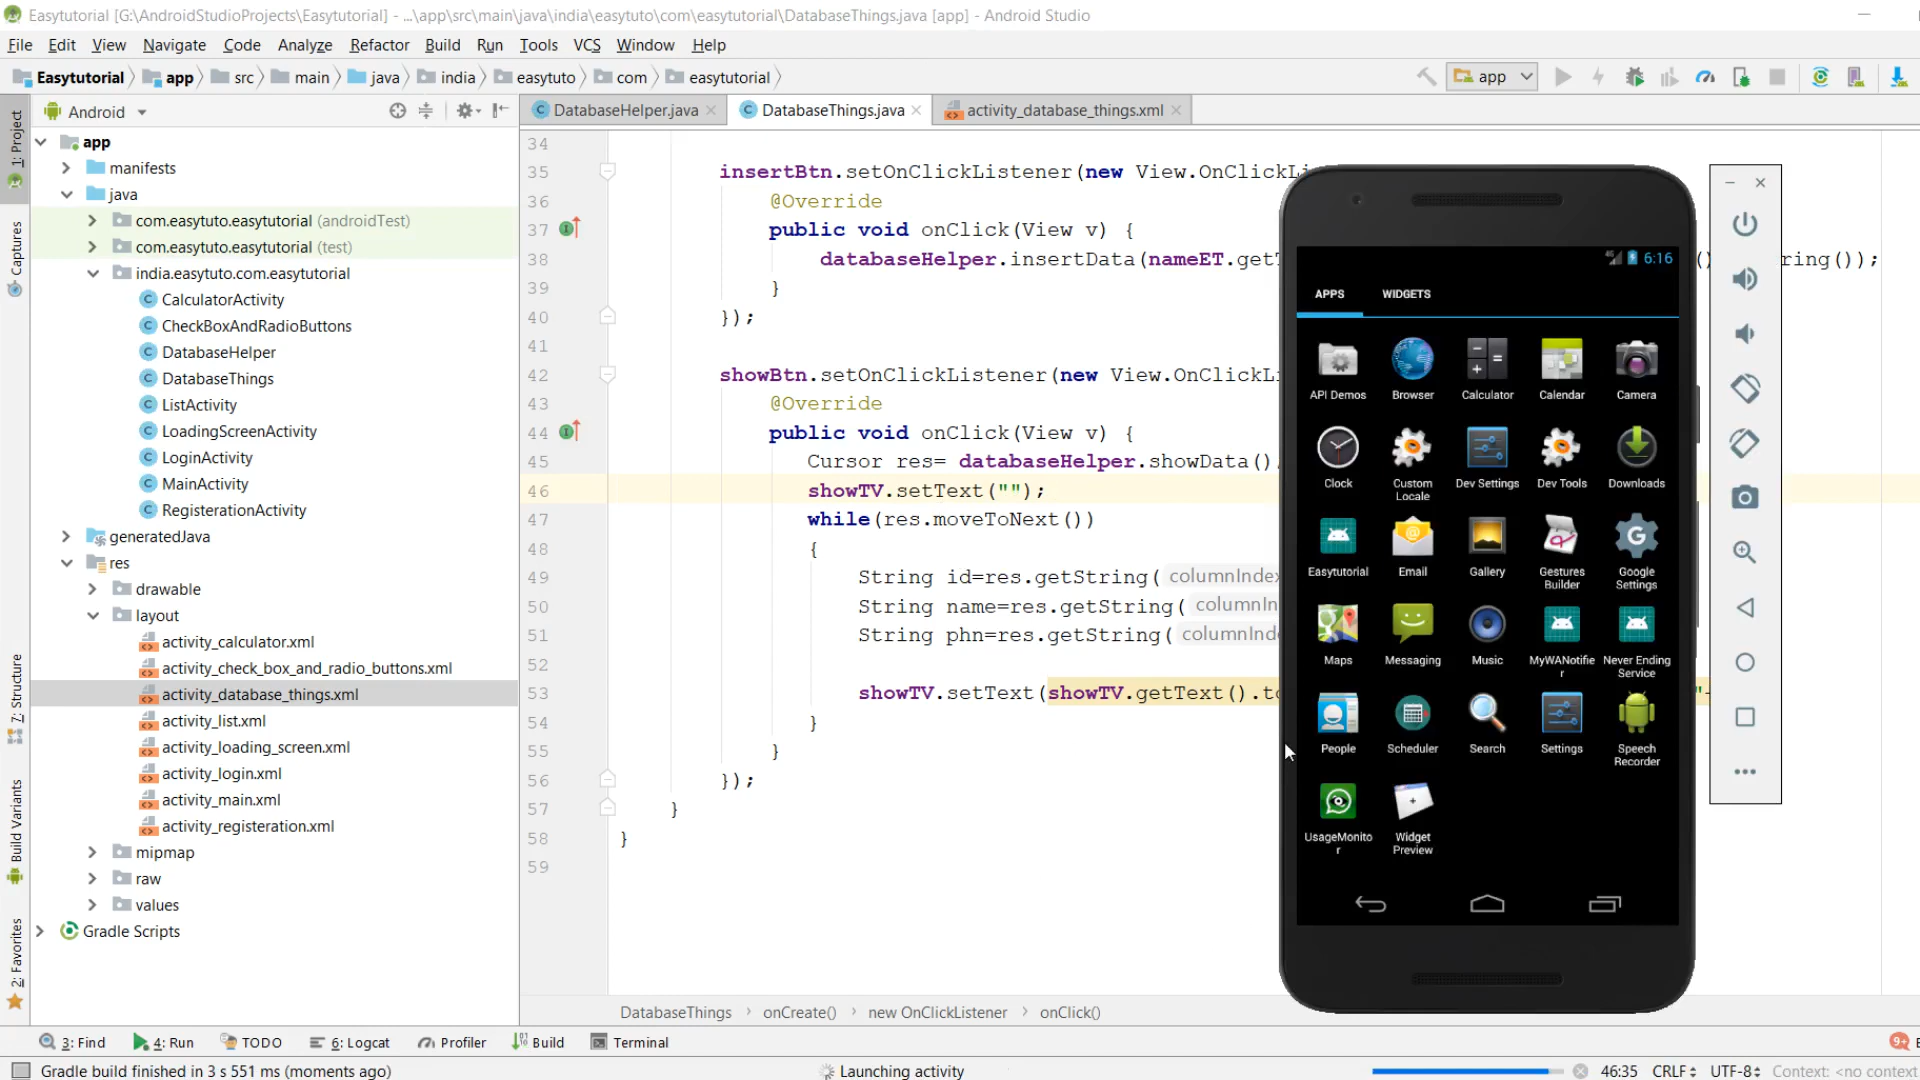 Easytutorial [G:\AndroidStudioProjects\Easytutorial] - ...\app\src\main\java\india\easytuto\com\easytutorial\DatabaseThings.java [app] - Android Studio
File Edit View Navigate Code Analyze Refactor Build Run Tools VCS Window Help
Easytutorial app src main java india easytuto com easytutorial app
Android
DatabaseHelper.java DatabaseThings.java activity_database_things.xml
1: Project
Captures
7: Structure
Build Variants
2: Favorites
app
manifests
java
com.easytuto.easytutorial (androidTest)
com.easytuto.easytutorial (test)
india.easytuto.com.easytutorial
CalculatorActivity
CheckBoxAndRadioButtons
DatabaseHelper
DatabaseThings
ListActivity
LoadingScreenActivity
LoginActivity
MainActivity
RegisterationActivity
generatedJava
res
drawable
layout
activity_calculator.xml
activity_check_box_and_radio_buttons.xml
activity_database_things.xml
activity_list.xml
activity_loading_screen.xml
activity_login.xml
activity_main.xml
activity_registeration.xml
mipmap
raw
values
Gradle Scripts
34
35 insertBtn.setOnClickListener(new View.OnClickL
36 @Override
37 public void onClick(View v) {
38 databaseHelper.insertData(nameET.get ring());
39 }
40 });
41
42 showBtn.setOnClickListener(new View.OnClickL
43 @Override
44 public void onClick(View v) {
45 Cursor res= databaseHelper.showData()
46 showTV.setText("");
47 while(res.moveToNext())
48 {
49 String id=res.getString( columnIndex
50 String name=res.getString( columnIn
51 String phn=res.getString( columnInd
52
53 showTV.setText(showTV.getText().to
54 }
55 }
56 });
57 }
58 }
59
6:16
APPS WIDGETS
API Demos Browser Calculator Calendar Camera
Clock Custom Locale Dev Settings Dev Tools Downloads
Easytutorial Email Gallery Gestures Builder Google Settings
Maps Messaging Music MyWANotifier Never Ending Service
People Scheduler Search Settings Speech Recorder
UsageMonitor Widget Preview
DatabaseThings › onCreate() › new OnClickListener › onClick()
3: Find 4: Run TODO 6: Logcat Profiler Build Terminal 9+
Gradle build finished in 3 s 551 ms (moments ago) Launching activity 46:35 CRLF UTF-8 Context: <no context